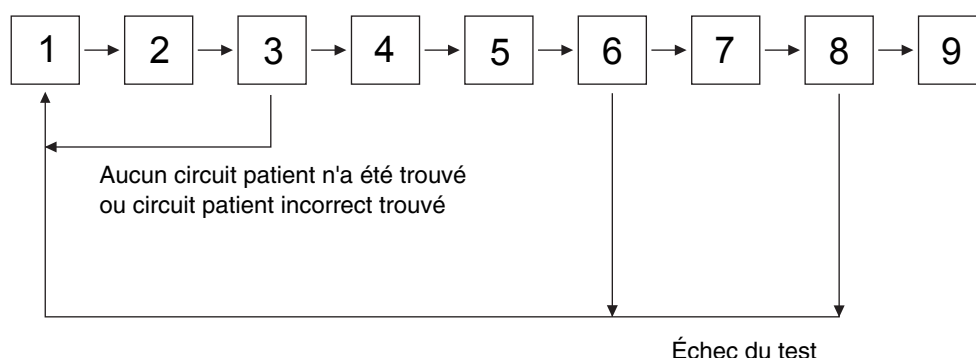 1 2 3 4 5 6 7 8 9
Aucun circuit patient n'a été trouvé
ou circuit patient incorrect trouvé
Échec du test